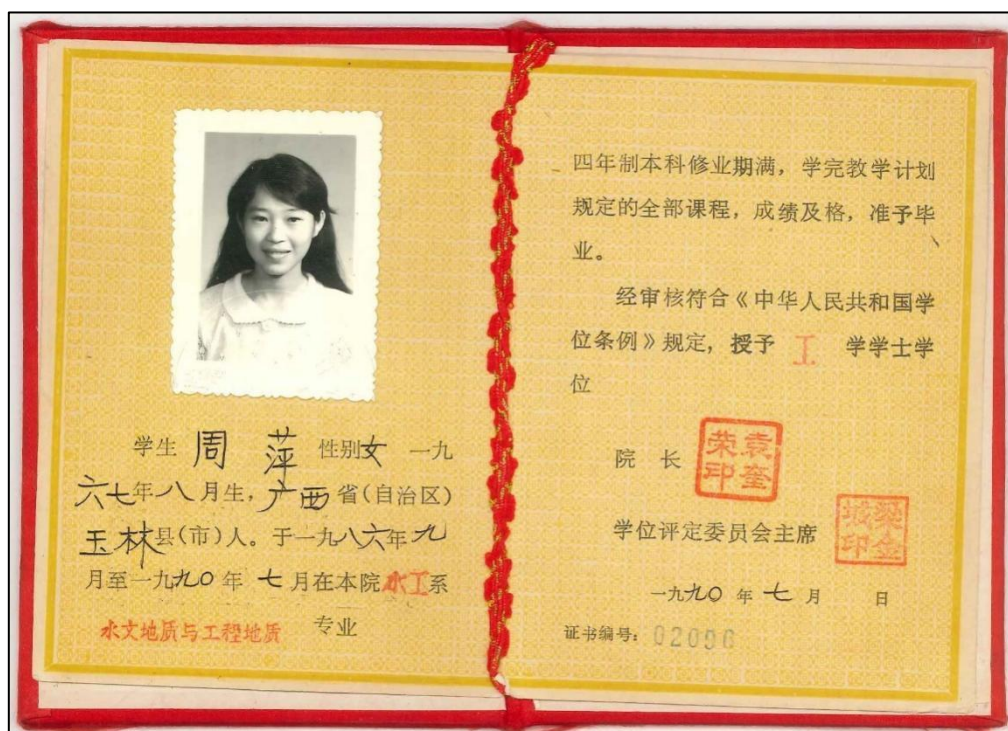 学生 周萍 性别女 一九
六七年八月生，广西省（自治区）
玉林县（市）人。于一九八六年九
月至一九九〇年七月在本院水工系
水文地质与工程地质 专业
四年制本科修业期满，学完教学计划
规定的全部课程，成绩及格，准予毕
业。
经审核符合《中华人民共和国学
位条例》规定，授予 工 学学士学
位
院 长
袁奎荣印
学位评定委员会主席
梁金城印
一九九〇年七月 日
证书编号：02096